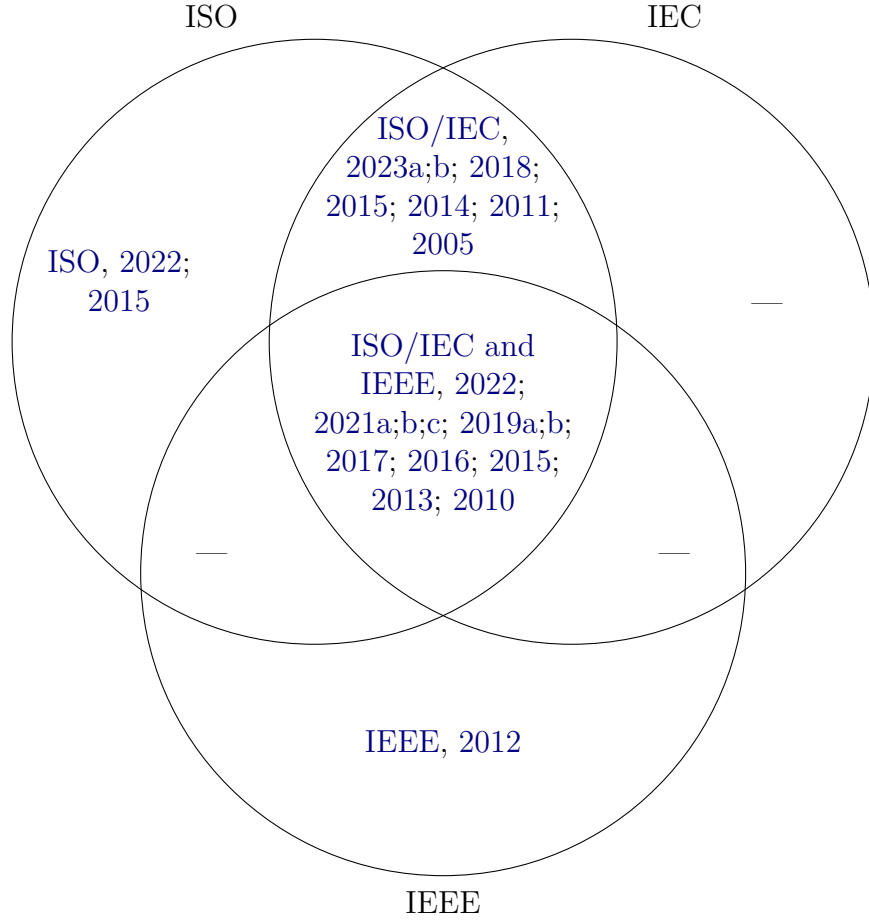 ISO
IEC
ISO/IEC,
2023a;b; 2018;
2015; 2014; 2011;
2005
ISO, 2022;
2015
—
ISO/IEC and
IEEE, 2022;
2021a;b;c; 2019a;b;
2017; 2016; 2015;
2013; 2010
—
—
IEEE, 2012
IEEE